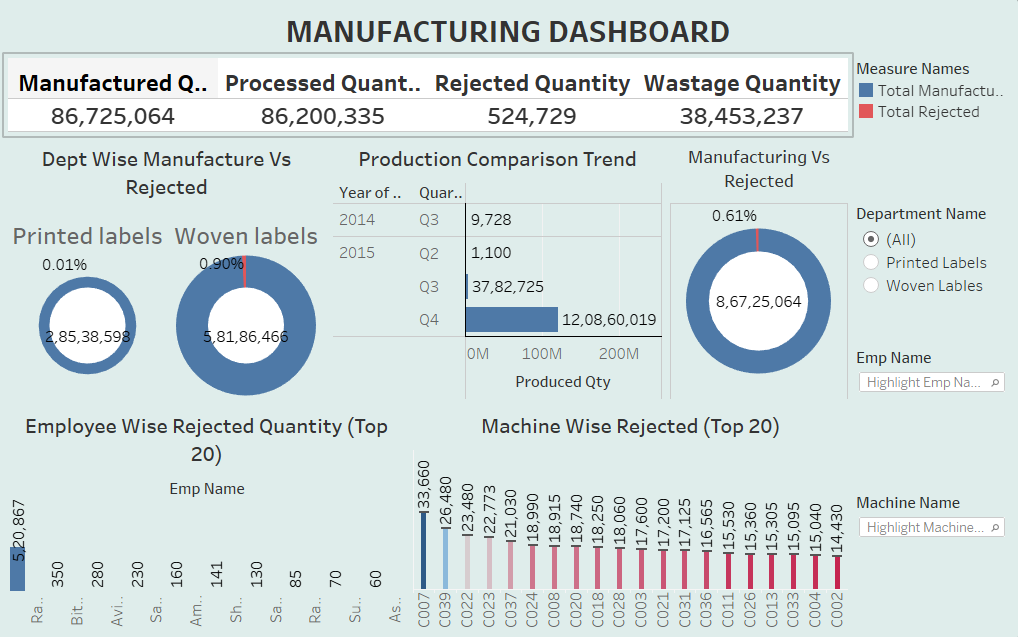 MANUFACTURING DASHBOARD
Manufactured Q.. Processed Quant.. Rejected Quantity Wastage Quantity
86,725,064 86,200,335 524,729 38,453,237
Measure Names
Total Manufactu..
Total Rejected
Dept Wise Manufacture Vs
Rejected
Printed labels Woven labels
0.01% 0.90%
2,85,38,598 5,81,86,466
Production Comparison Trend
Year of .. Quar..
2014 Q3 9,728
2015 Q2 1,100
Q3 37,82,725
Q4 12,08,60,019
0M 100M 200M
Produced Qty
Manufacturing Vs
Rejected
0.61%
8,67,25,064
Department Name
(All)
Printed Labels
Woven Lables
Emp Name
Highlight Emp Na...
Employee Wise Rejected Quantity (Top
20)
Emp Name
5,20,867 350 280 230 160 141 130 85 70 60
Ra.. Bit.. Avi.. Sa.. Am.. Sh.. Sa.. Ra.. Su.. As..
Machine Wise Rejected (Top 20)
33,660 26,480 23,480 22,773 21,030 18,990 18,915 18,740 18,250 18,060 17,600 17,200 17,125 16,565 15,530 15,360 15,305 15,095 15,040 14,430
C007 C039 C022 C023 C037 C024 C008 C020 C018 C028 C003 C021 C031 C036 C011 C026 C013 C033 C004 C002
Machine Name
Highlight Machine...